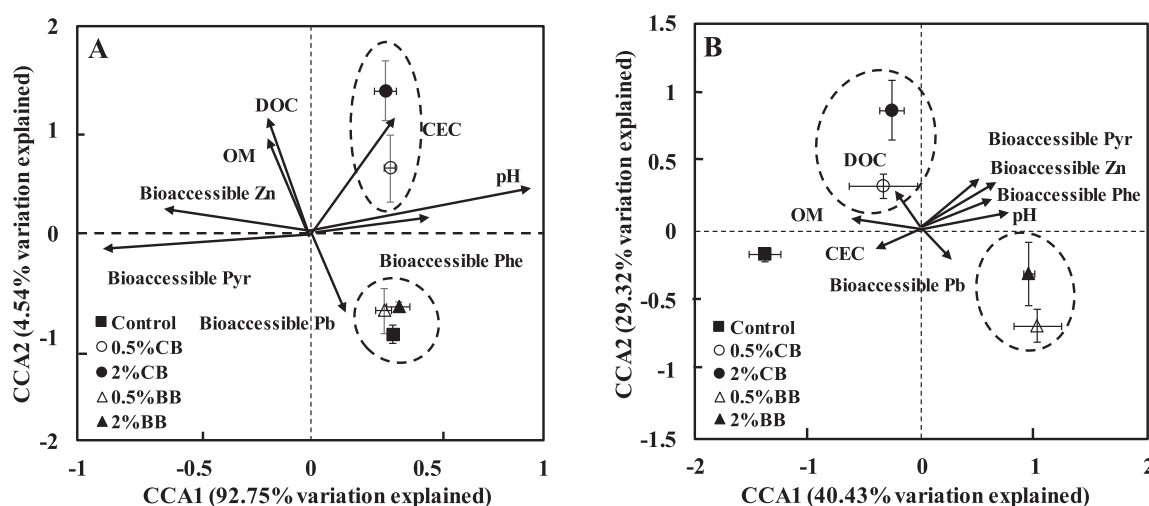 A
CCA2 (4.54% variation explained)
2
1
0
-1
-2
DOC
OM
CEC
pH
Bioaccessible Zn
Bioaccessible Pyr
Bioaccessible Phe
Bioaccessible Pb
Control
0.5%CB
2%CB
0.5%BB
2%BB
-1
-0.5
0
0.5
1
CCA1 (92.75% variation explained)
B
CCA2 (29.32% variation explained)
1.5
1
0.5
0
-0.5
-1
-1.5
DOC
Bioaccessible Pyr
Bioaccessible Zn
Bioaccessible Phe
OM
pH
CEC
Bioaccessible Pb
Control
0.5%CB
2%CB
0.5%BB
2%BB
-2
-1
0
1
2
CCA1 (40.43% variation explained)